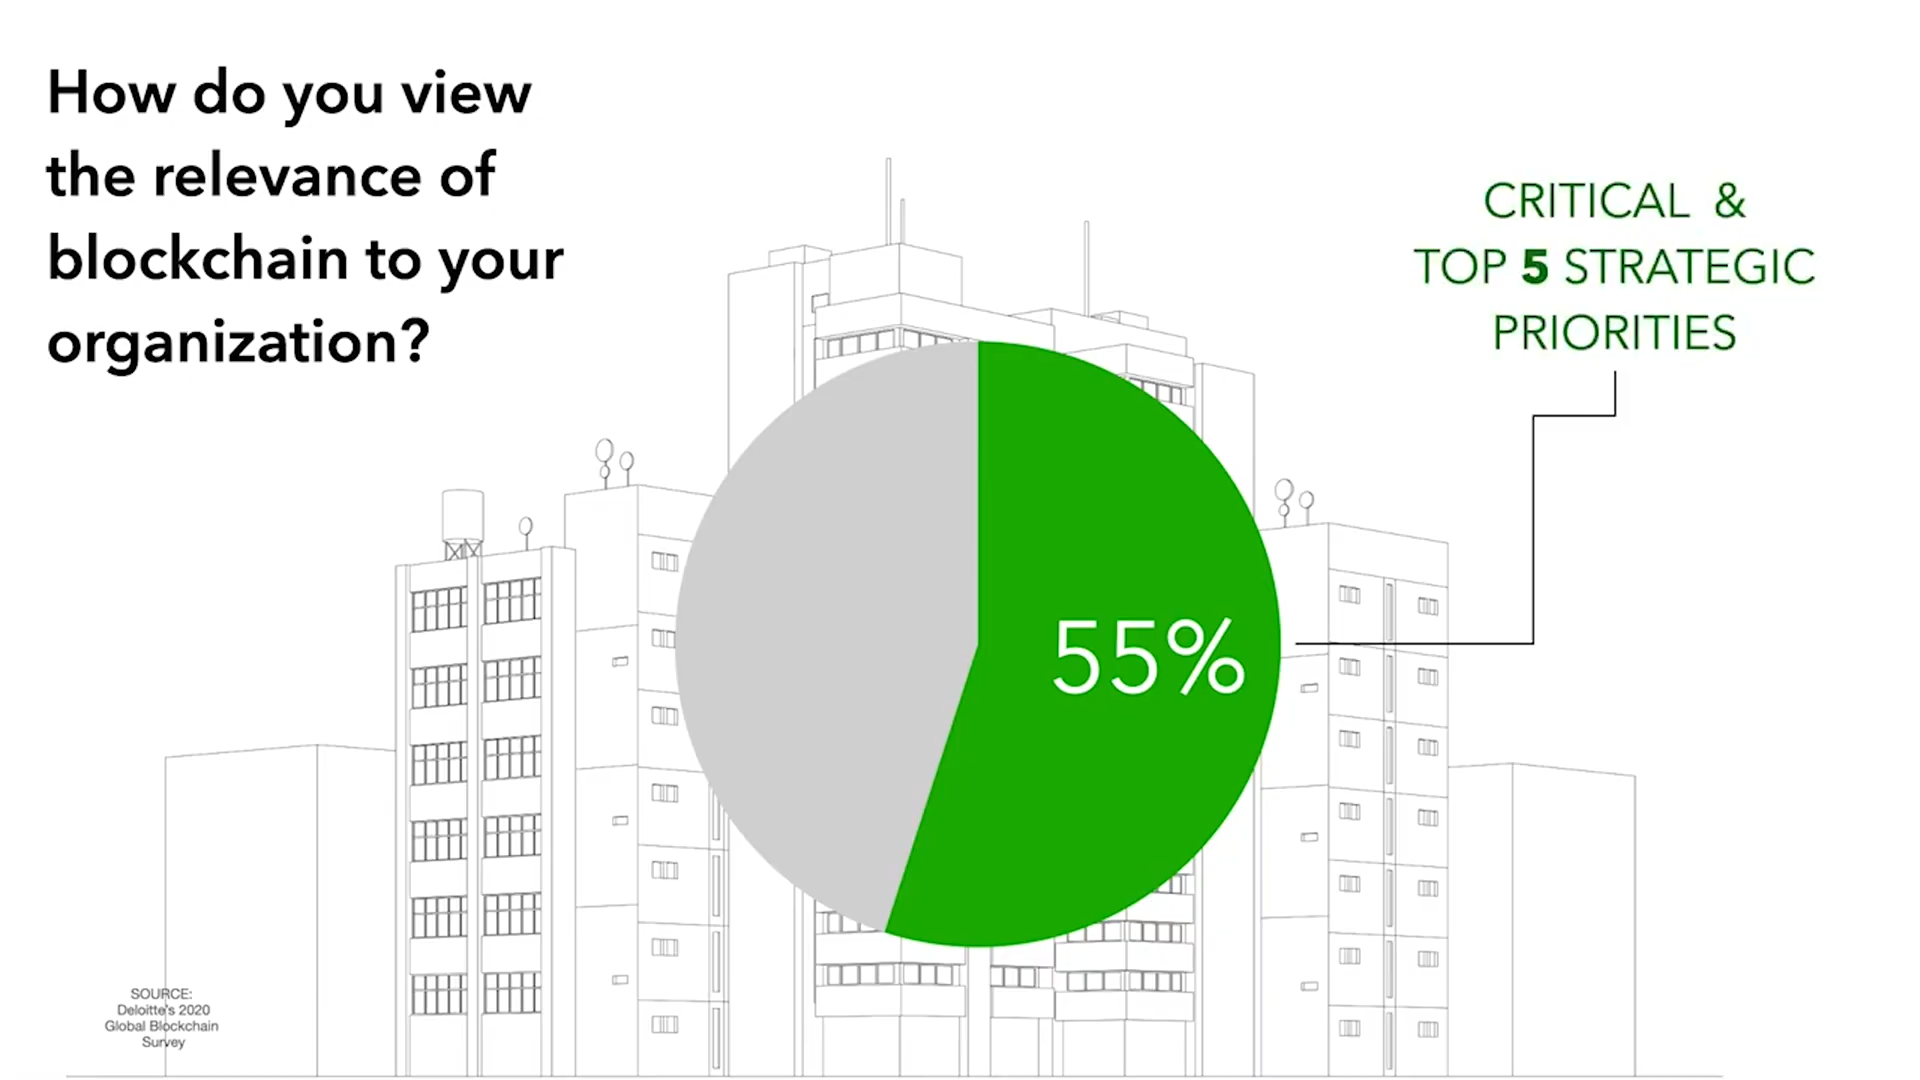 How do you view
the relevance of
blockchain to your
organization?
CRITICAL &
TOP 5 STRATEGIC
PRIORITIES
55%
SOURCE:
Deloitte's 2020
Global Blockchain
Survey